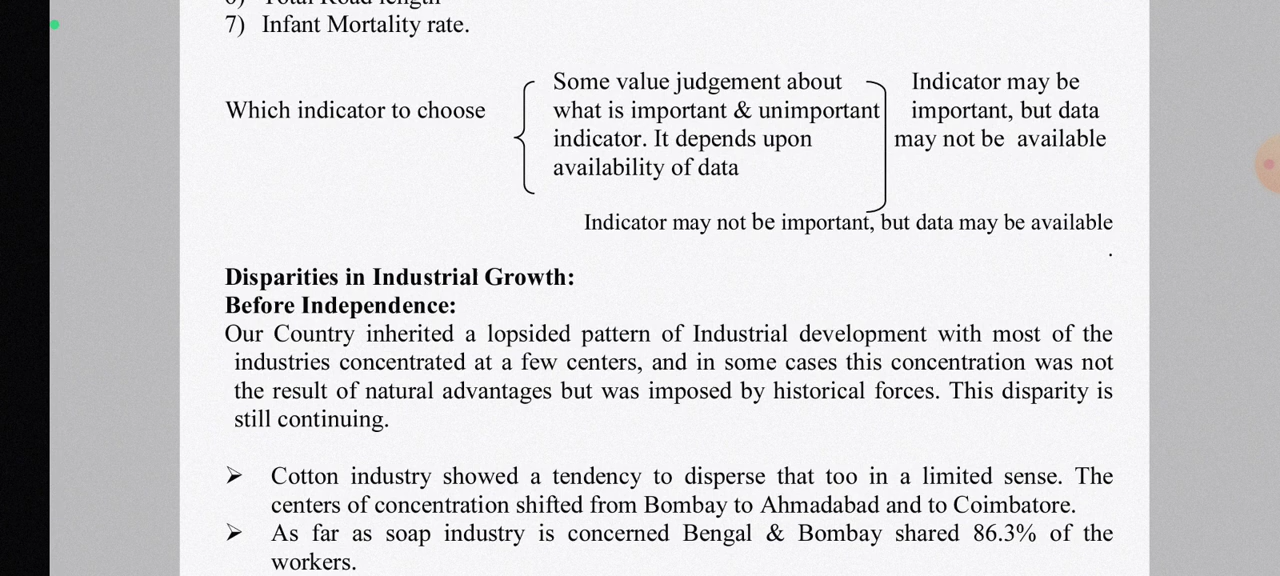 6) Total Road length
7) Infant Mortality rate.
Which indicator to choose
Some value judgement about
what is important & unimportant
indicator. It depends upon
availability of data
Indicator may be
important, but data
may not be available
Indicator may not be important, but data may be available
.
Disparities in Industrial Growth:
Before Independence:
Our Country inherited a lopsided pattern of Industrial development with most of the
industries concentrated at a few centers, and in some cases this concentration was not
the result of natural advantages but was imposed by historical forces. This disparity is
still continuing.
➢ Cotton industry showed a tendency to disperse that too in a limited sense. The
centers of concentration shifted from Bombay to Ahmadabad and to Coimbatore.
➢ As far as soap industry is concerned Bengal & Bombay shared 86.3% of the
workers.